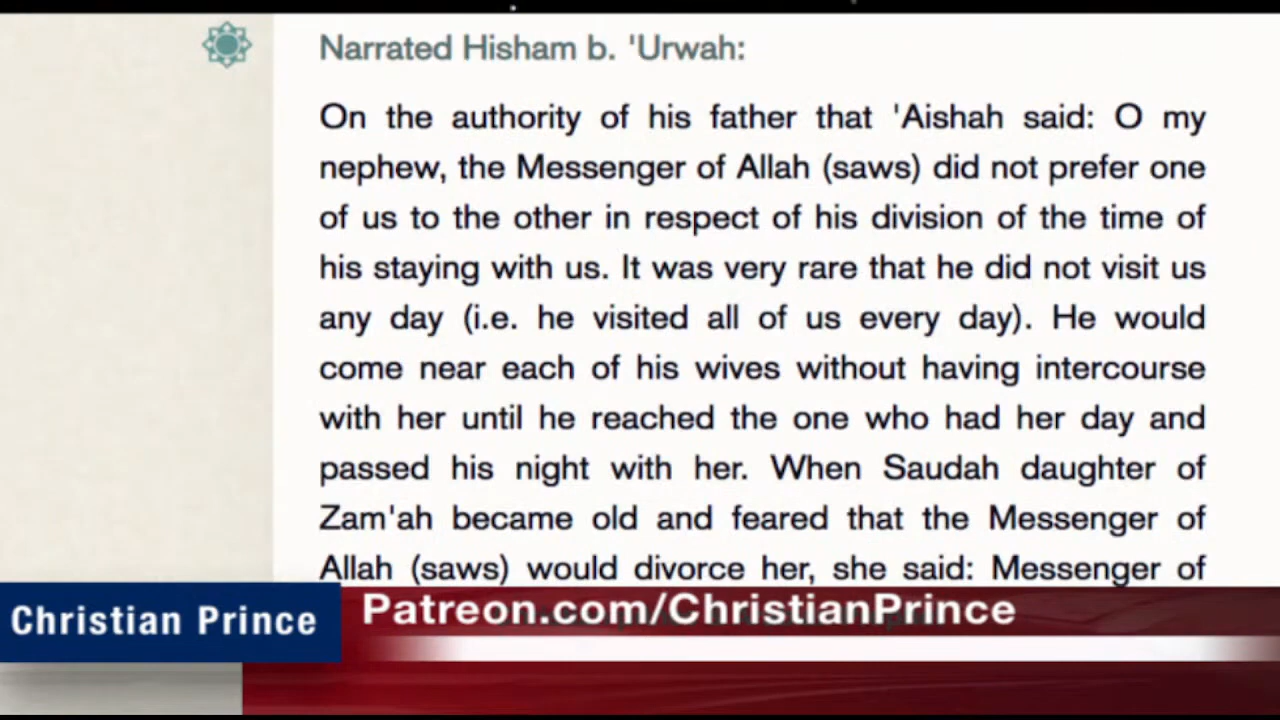 Narrated Hisham b. 'Urwah:
On the authority of his father that 'Aishah said: O my
nephew, the Messenger of Allah (saws) did not prefer one
of us to the other in respect of his division of the time of
his staying with us. It was very rare that he did not visit us
any day (i.e. he visited all of us every day). He would
come near each of his wives without having intercourse
with her until he reached the one who had her day and
passed his night with her. When Saudah daughter of
Zam'ah became old and feared that the Messenger of
Allah (saws) would divorce her, she said: Messenger of
Christian Prince
Patreon.com/ChristianPrince